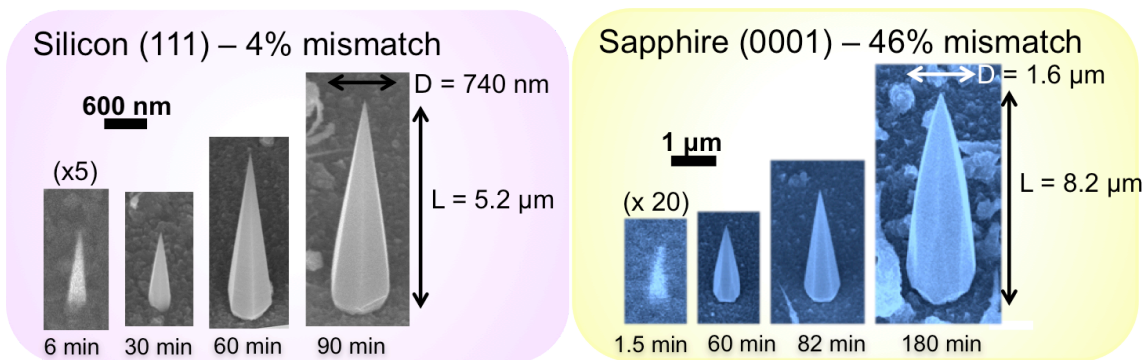 Silicon (111) – 4% mismatch
D = 740 nm
600 nm
(x5)
L = 5.2 µm
6 min
30 min
60 min
90 min
Sapphire (0001) – 46% mismatch
D = 1.6 µm
1 µm
(x 20)
L = 8.2 µm
1.5 min
60 min
82 min
180 min